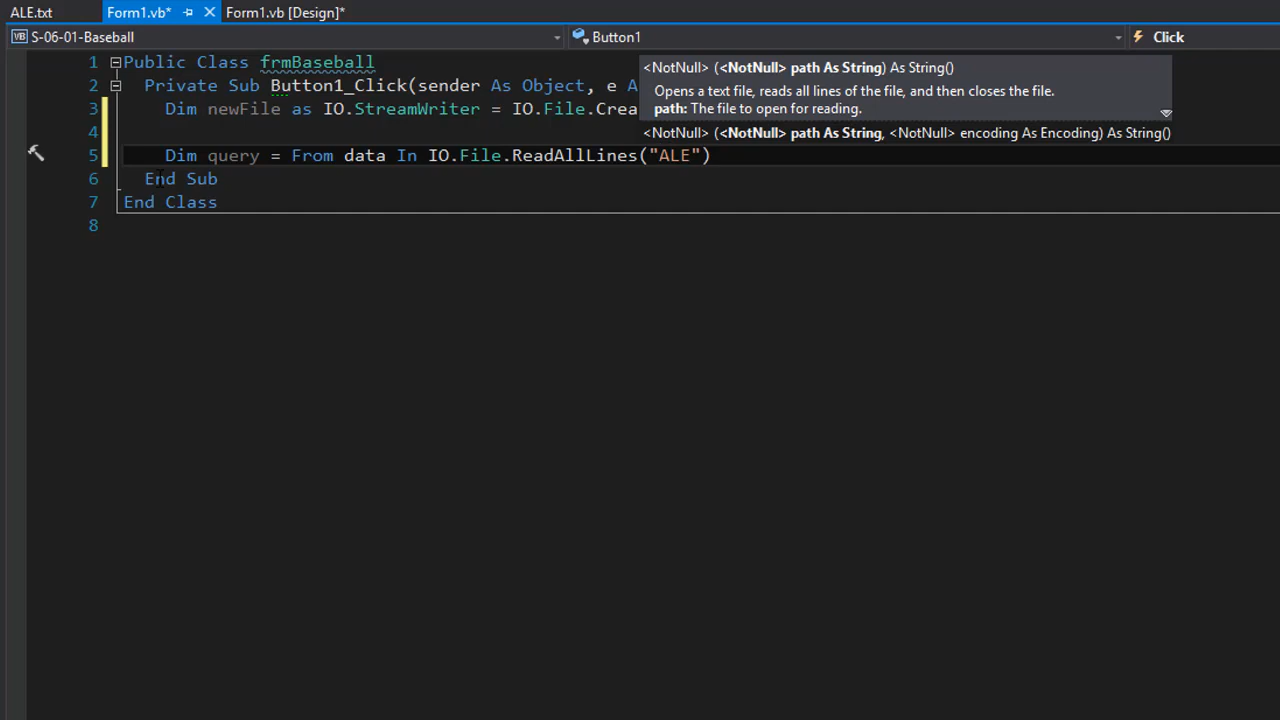 ALE.txt Form1.vb* Form1.vb [Design]*
VB S-06-01-Baseball Button1 Click
1 Public Class frmBaseball
<NotNull> (<NotNull> path As String) As String()
2 Private Sub Button1_Click(sender As Object, e A
Opens a text file, reads all lines of the file, and then closes the file.
3 Dim newFile as IO.StreamWriter = IO.File.Crea
path: The file to open for reading.
4
<NotNull> (<NotNull> path As String, <NotNull> encoding As Encoding) As String()
5 Dim query = From data In IO.File.ReadAllLines("ALE")
6 End Sub
7 End Class
8